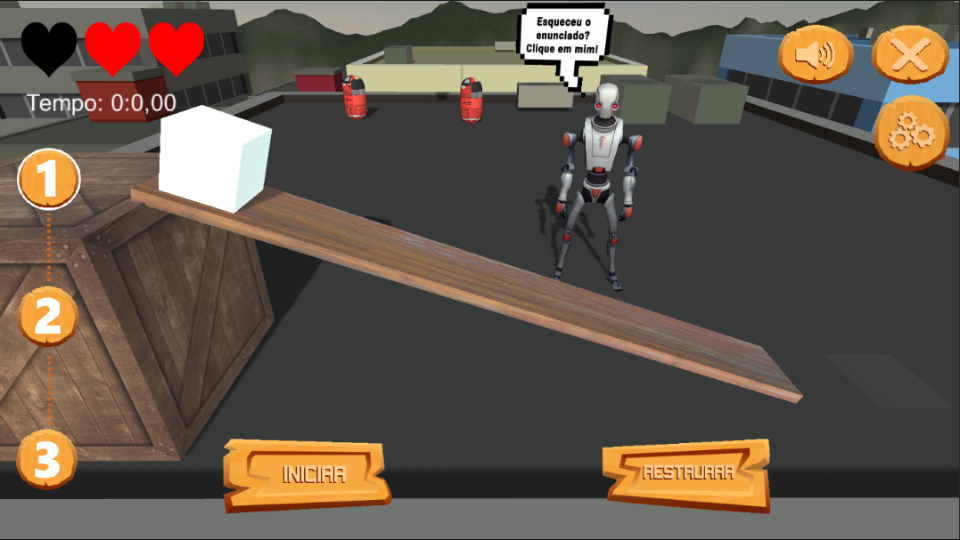 Esqueceu o
enunciado?
Clique em mim!
Tempo: 0:0,00
1
2
3
INICIAR
RESTAURAR